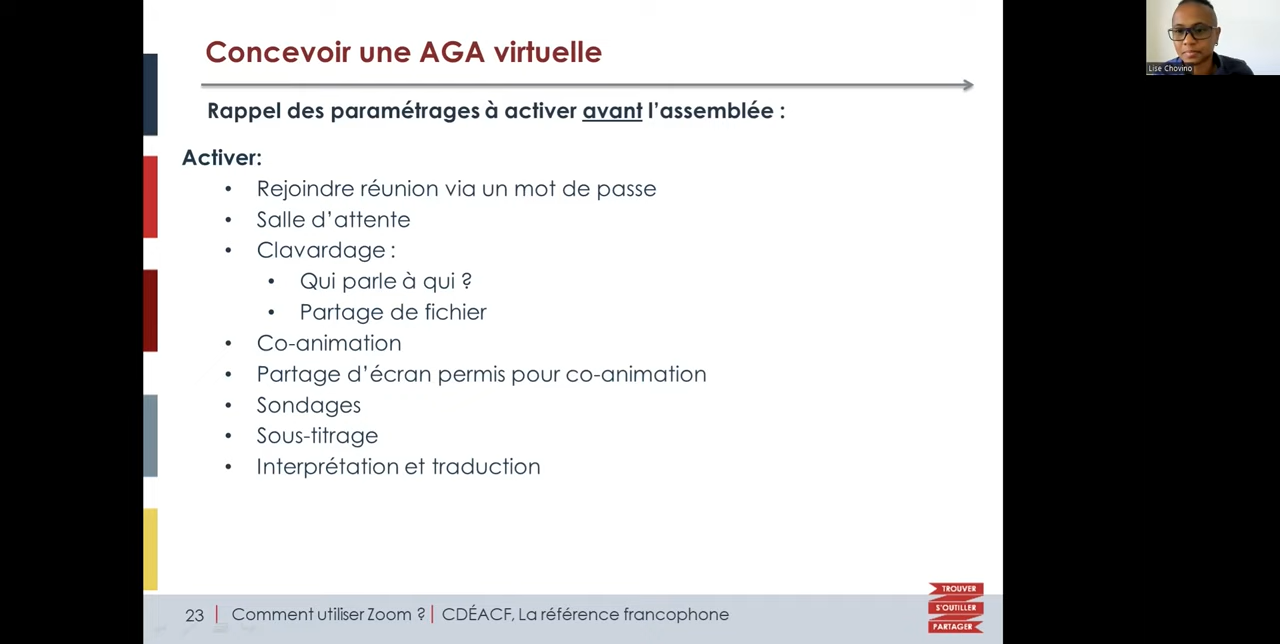 Concevoir une AGA virtuelle
Lise Chovino
Rappel des paramétrages à activer avant l'assemblée :
Activer:
• Rejoindre réunion via un mot de passe
• Salle d'attente
• Clavardage :
• Qui parle à qui ?
• Partage de fichier
• Co-animation
• Partage d'écran permis pour co-animation
• Sondages
• Sous-titrage
• Interprétation et traduction
23 | Comment utiliser Zoom ? | CDÉACF, La référence francophone
TROUVER
S'OUTILLER
PARTAGER